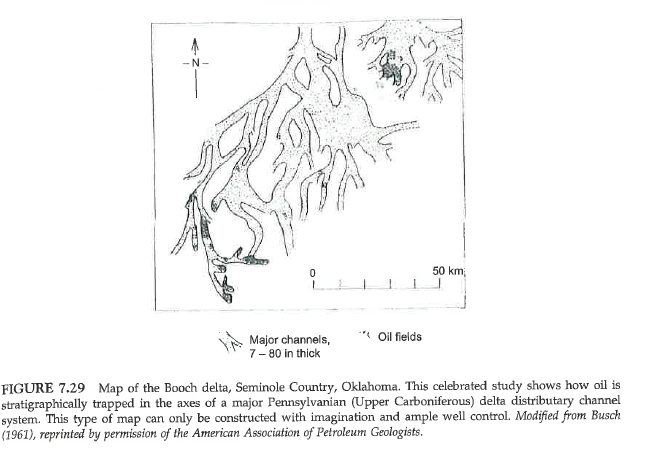 -N-
0 50 km
Major channels,
7 – 80 in thick
Oil fields
FIGURE 7.29 Map of the Booch delta, Seminole Country, Oklahoma. This celebrated study shows how oil is
stratigraphically trapped in the axes of a major Pennsylvanian (Upper Carboniferous) delta distributary channel
system. This type of map can only be constructed with imagination and ample well control. Modified from Busch
(1961), reprinted by permission of the American Association of Petroleum Geologists.